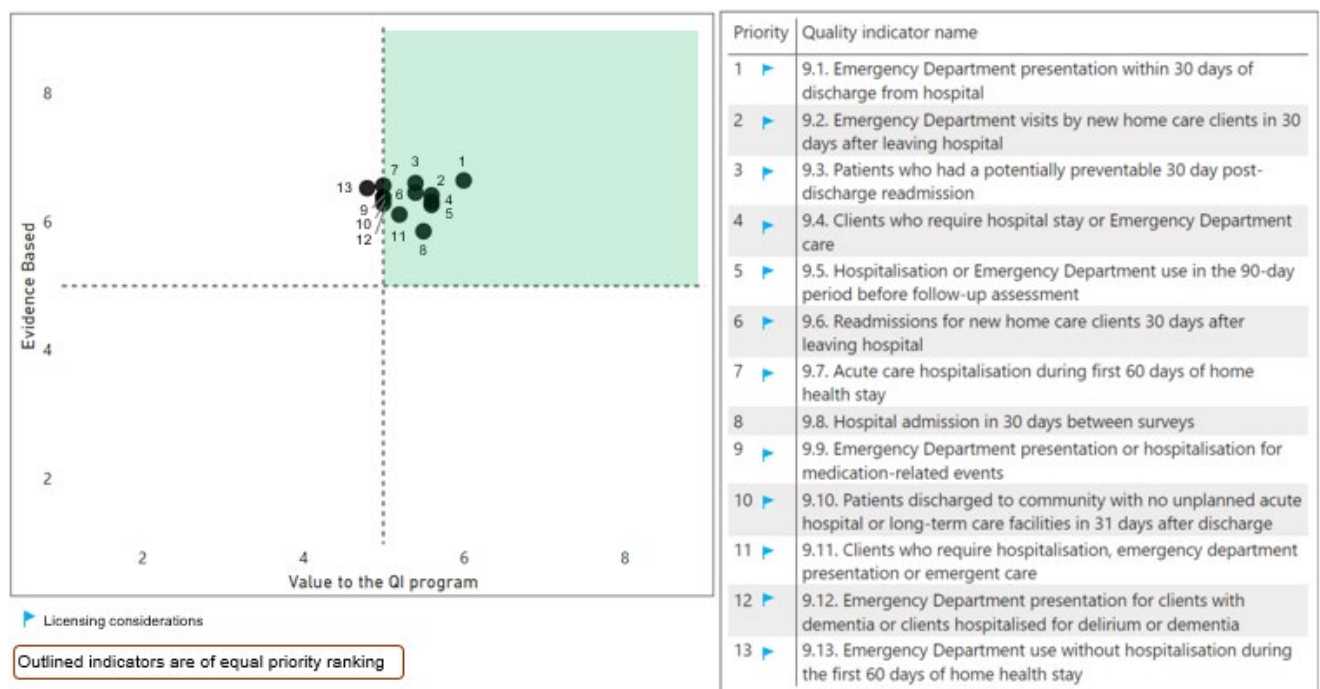 8
6
4
2
Evidence Based
13
7
3
1
2
6
4
9
5
10
11
12
8
2
4
6
8
Value to the QI program
Licensing considerations
Outlined indicators are of equal priority ranking
Priority Quality indicator name
1 9.1. Emergency Department presentation within 30 days of
discharge from hospital
2 9.2. Emergency Department visits by new home care clients in 30
days after leaving hospital
3 9.3. Patients who had a potentially preventable 30 day post-
discharge readmission
4 9.4. Clients who require hospital stay or Emergency Department
care
5 9.5. Hospitalisation or Emergency Department use in the 90-day
period before follow-up assessment
6 9.6. Readmissions for new home care clients 30 days after
leaving hospital
7 9.7. Acute care hospitalisation during first 60 days of home
health stay
8 9.8. Hospital admission in 30 days between surveys
9 9.9. Emergency Department presentation or hospitalisation for
medication-related events
10 9.10. Patients discharged to community with no unplanned acute
hospital or long-term care facilities in 31 days after discharge
11 9.11. Clients who require hospitalisation, emergency department
presentation or emergent care
12 9.12. Emergency Department presentation for clients with
dementia or clients hospitalised for delirium or dementia
13 9.13. Emergency Department use without hospitalisation during
the first 60 days of home health stay